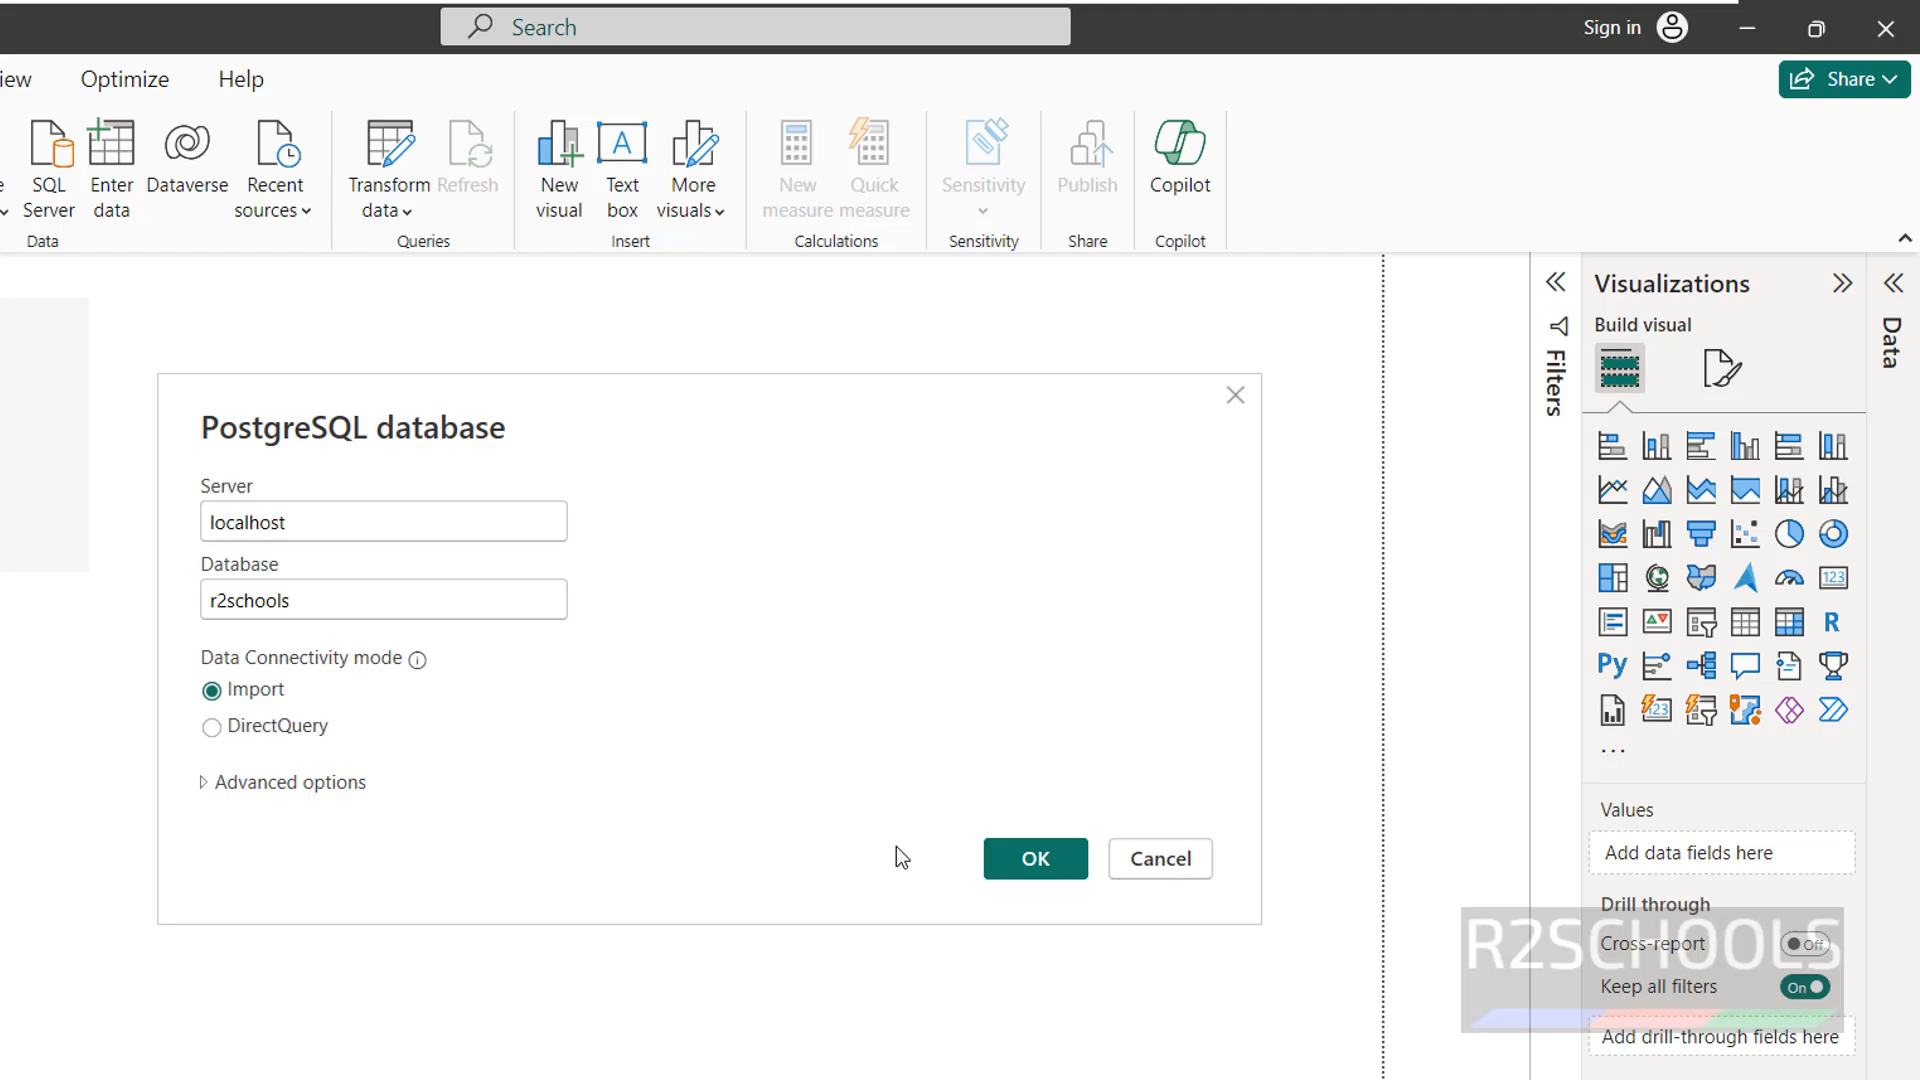 Search
Sign in
iew
Optimize
Help
Share
SQL Server
Enter data
Dataverse
Recent sources
Transform data
Refresh
New visual
Text box
More visuals
New measure
Quick measure
Sensitivity
Publish
Copilot
Data
Queries
Insert
Calculations
Sensitivity
Share
Copilot
Visualizations
Build visual
Filters
Data
PostgreSQL database
Server
localhost
Database
r2schools
Data Connectivity mode
Import
DirectQuery
Advanced options
OK
Cancel
123
R
Py
123
Values
Add data fields here
Drill through
Cross-report
Off
Keep all filters
On
Add drill-through fields here
R2SCHOOLS